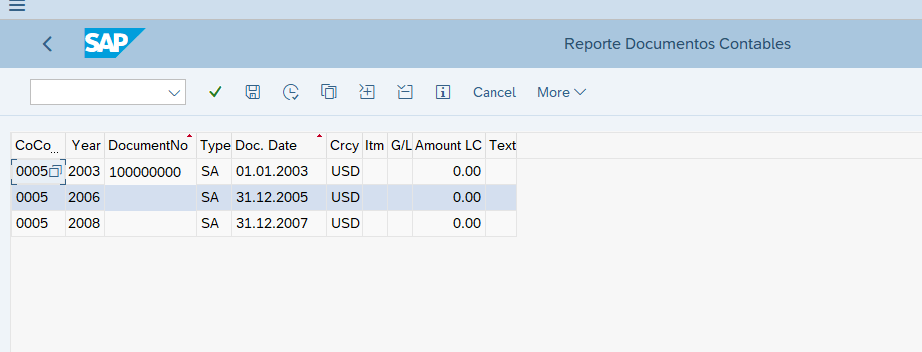 SAP
Reporte Documentos Contables
Cancel More
CoCo... Year DocumentNo Type Doc. Date Crcy Itm G/L Amount LC Text
0005 2003 100000000 SA 01.01.2003 USD 0.00
0005 2006 SA 31.12.2005 USD 0.00
0005 2008 SA 31.12.2007 USD 0.00